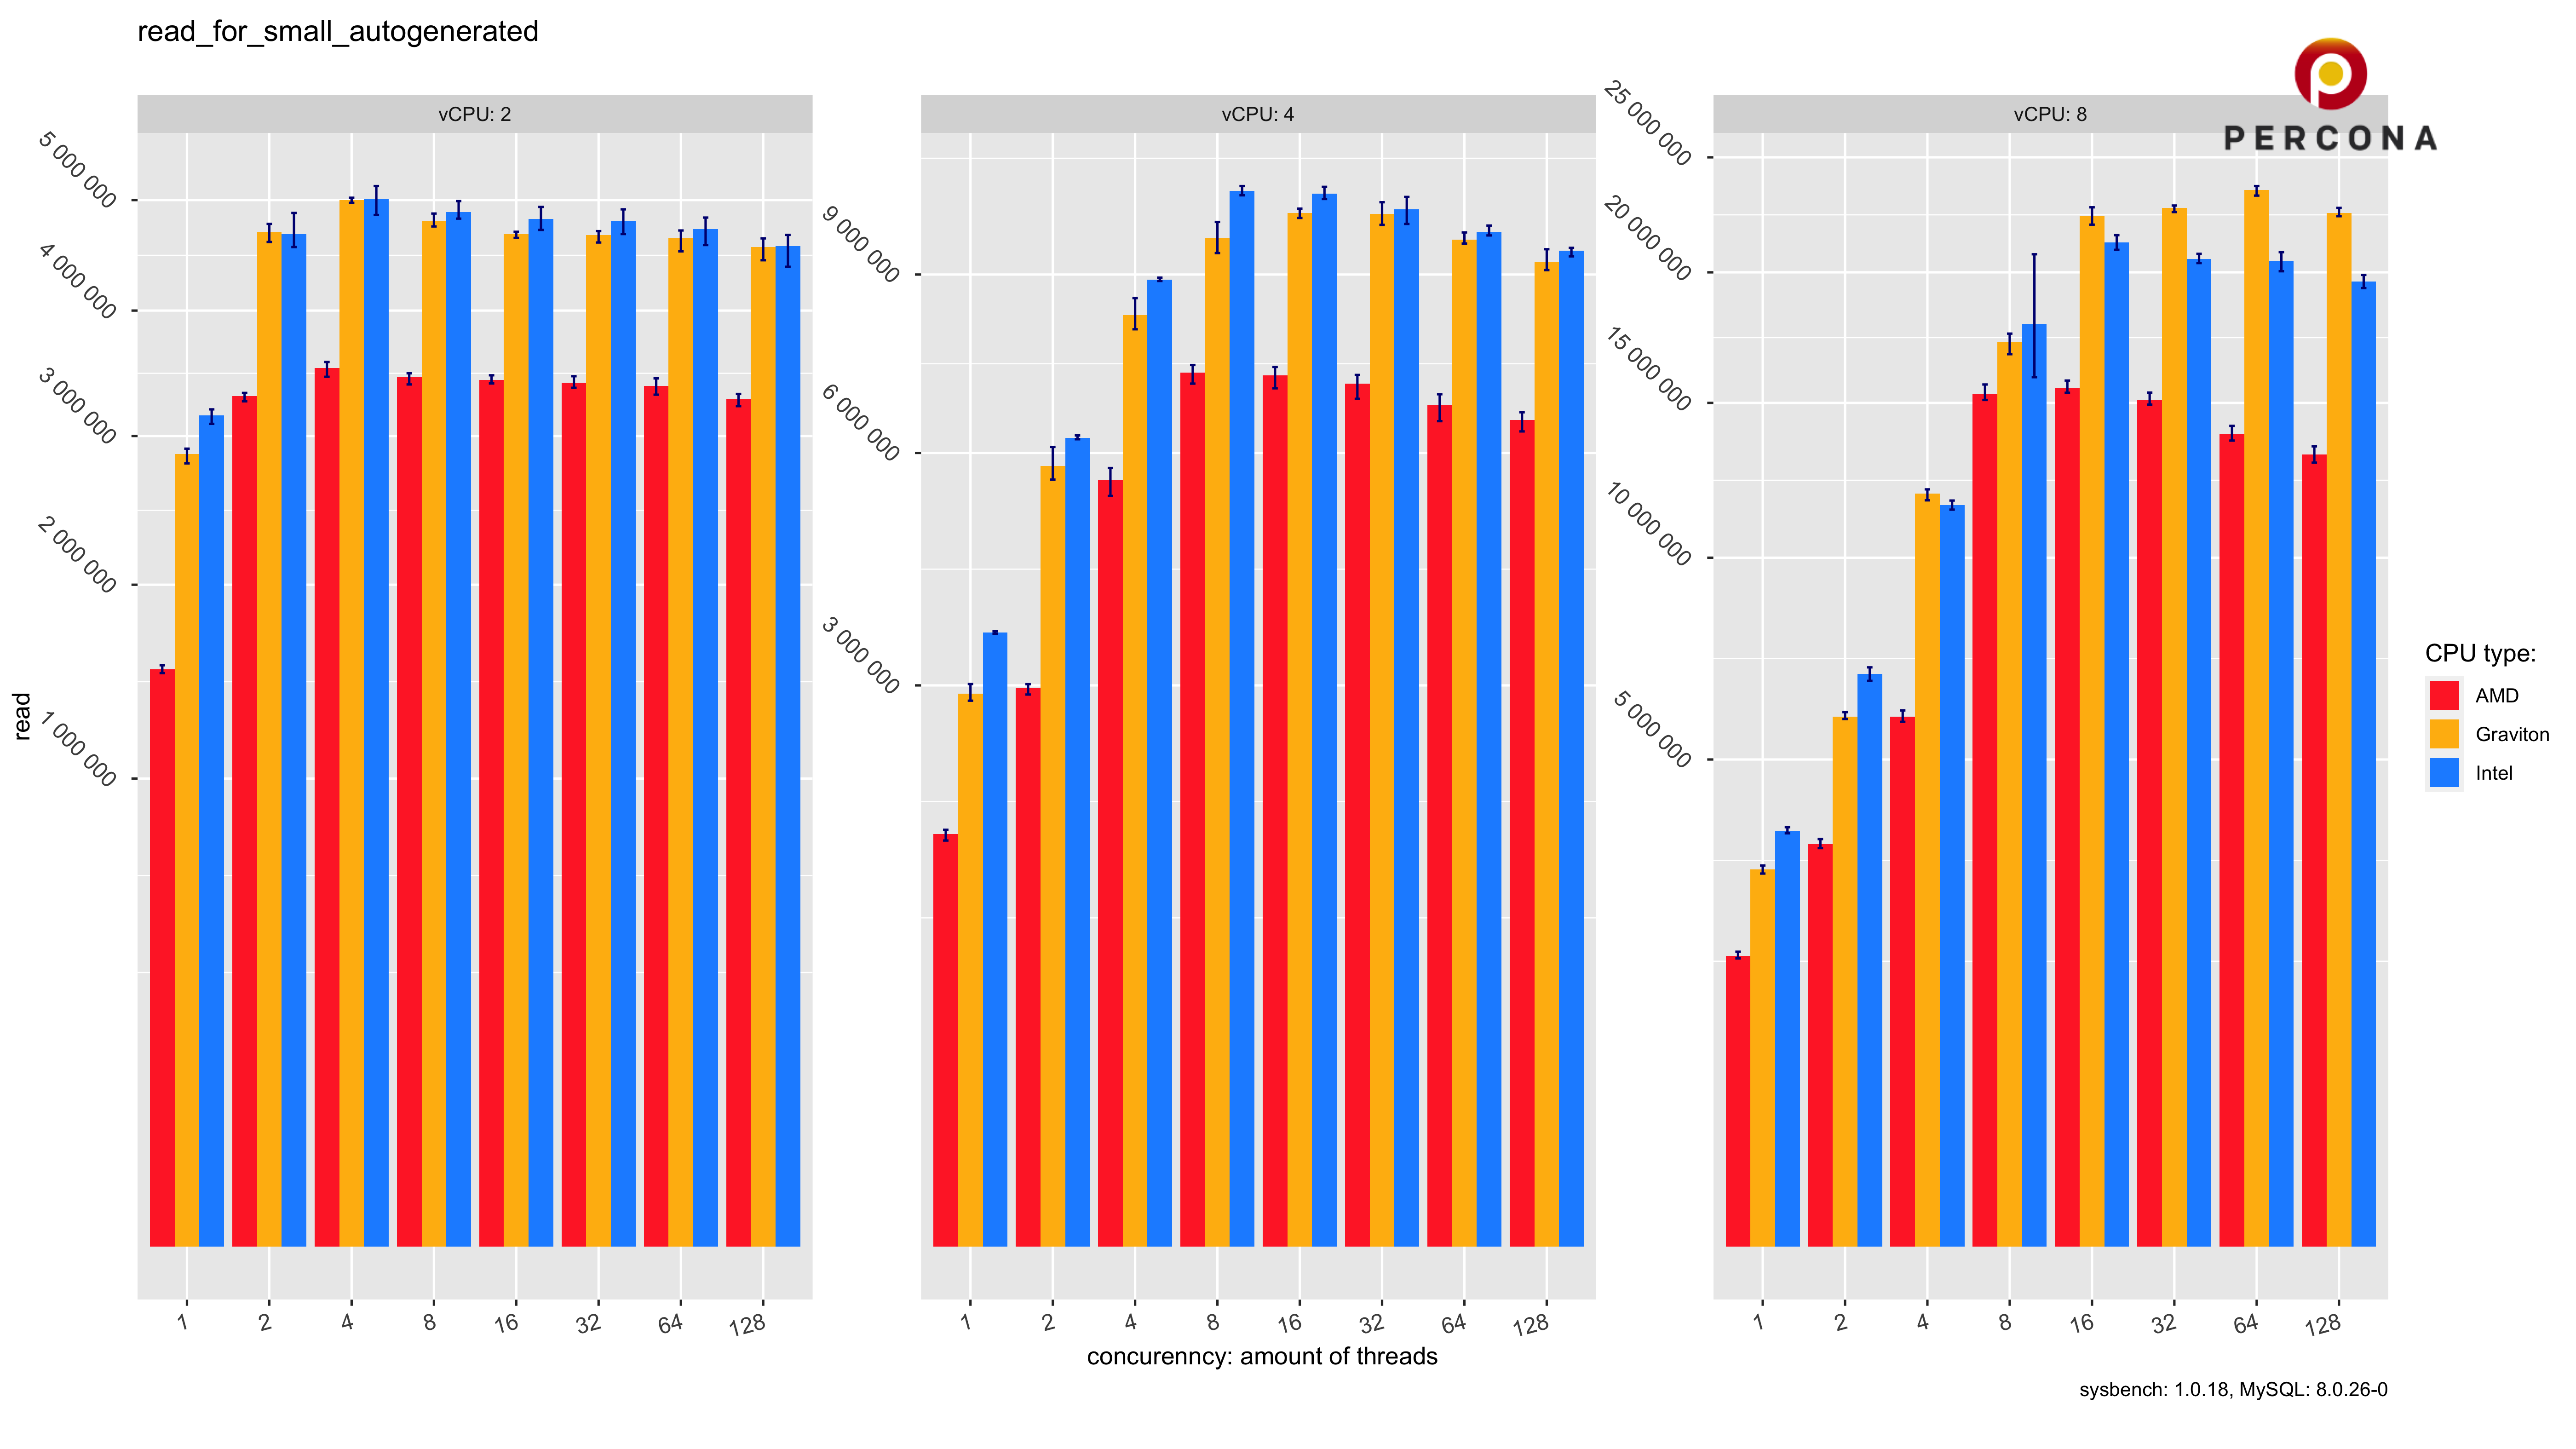 read_for_small_autogenerated
PERCONA
vCPU: 2
vCPU: 4
vCPU: 8
read
5 000 000
4 000 000
3 000 000
2 000 000
1 000 000
9 000 000
6 000 000
3 000 000
25 000 000
20 000 000
15 000 000
10 000 000
5 000 000
CPU type:
AMD
Graviton
Intel
1 2 4 8 16 32 64 128
1 2 4 8 16 32 64 128
1 2 4 8 16 32 64 128
concurenncy: amount of threads
sysbench: 1.0.18, MySQL: 8.0.26-0